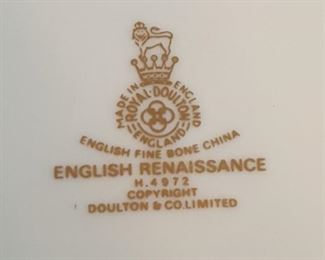 MADE IN ENGLAND
ROYAL·DOULTON
ENGLAND
ENGLISH FINE BONE CHINA
ENGLISH RENAISSANCE
H.4972
COPYRIGHT
DOULTON & CO.LIMITED